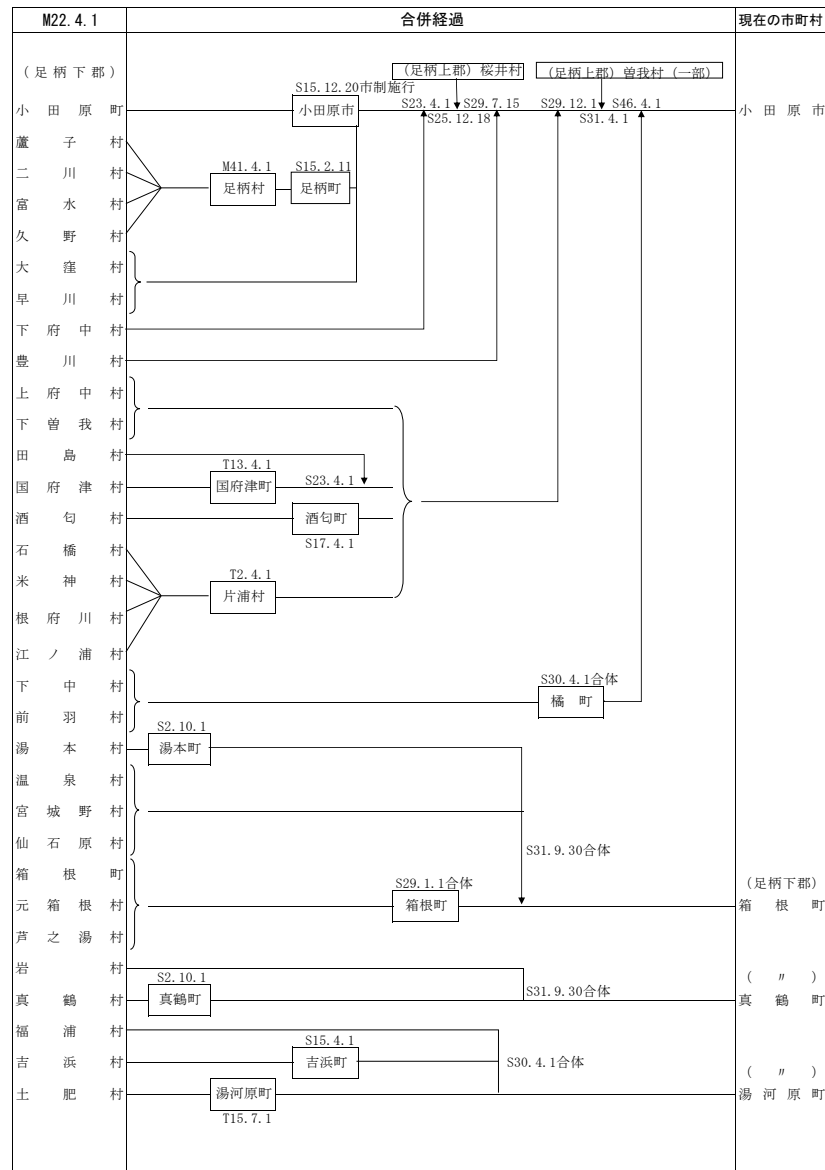 M22.4.1 合併経過 現在の市町村
(足柄下郡) (足柄上郡) 桜井村 (足柄上郡) 曽我村 (一部)
S15.12.20市制施行
小田原町 小田原市 S23.4.1 S29.7.15 S29.12.1 S46.4.1 小田原市
S25.12.18 S31.4.1
蘆子村
M41.4.1 S15.2.11
二川村
足柄村 足柄町
富水村
久野村
大窪村
早川村
下府中村
豊川村
上府中村
下曽我村
田島村
T13.4.1 S23.4.1
国府津村 国府津町
酒匂村 酒匂町
S17.4.1
石橋村
T2.4.1
米神村
片浦村
根府川村
江ノ浦村
S30.4.1合体
下中村
橘町
前羽村
S2.10.1
湯本村 湯本町
温泉村
宮城野村
仙石原村
S31.9.30合体
箱根町
S29.1.1合体 (足柄下郡)
元箱根村 箱根町 箱根町
芦之湯村
岩村
S2.10.1 (〃)
S31.9.30合体
真鶴村 真鶴町 真鶴町
福浦村
S15.4.1
吉浜村 吉浜町 S30.4.1合体
(〃)
土肥村 湯河原町 湯河原町
T15.7.1